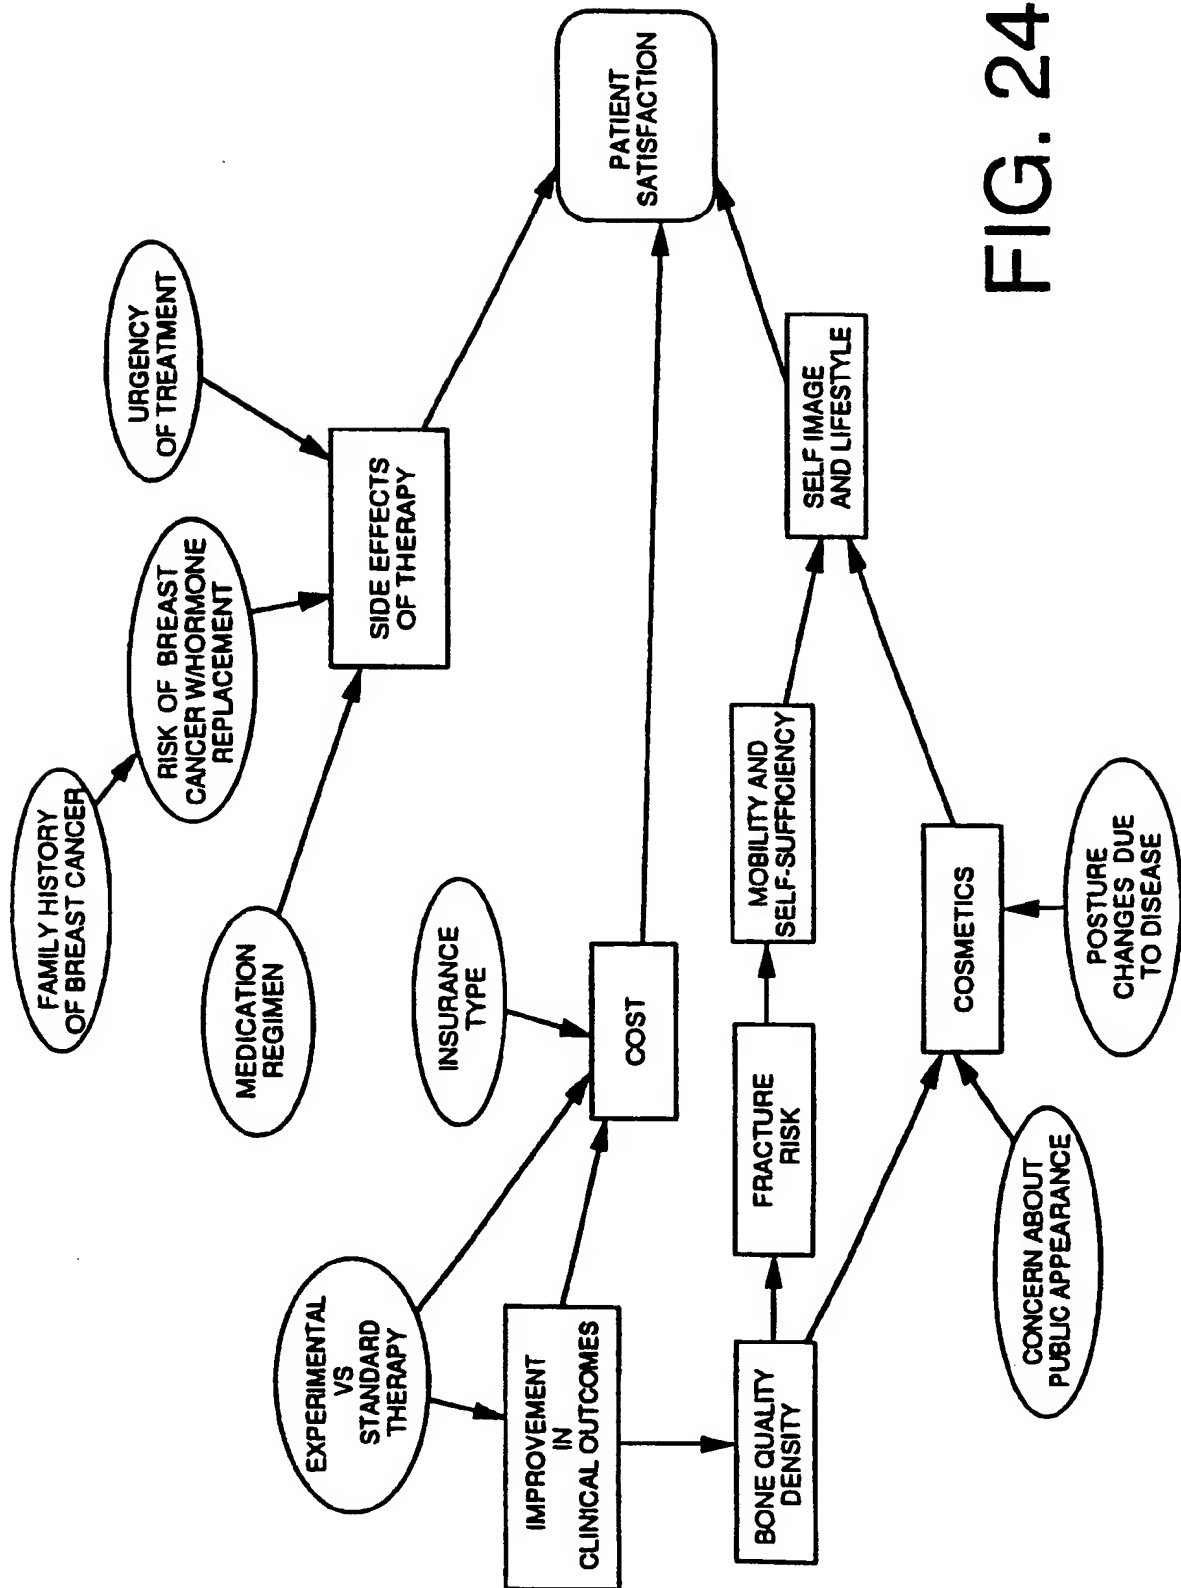 FAMILY HISTORY
OF BREAST CANCER
RISK OF BREAST
CANCER W/HORMONE
REPLACEMENT
URGENCY
OF TREATMENT
MEDICATION
REGIMEN
SIDE EFFECTS
OF THERAPY
EXPERIMENTAL
VS
STANDARD
THERAPY
INSURANCE
TYPE
IMPROVEMENT
IN
CLINICAL OUTCOMES
COST
PATIENT
SATISFACTION
BONE QUALITY
DENSITY
FRACTURE
RISK
MOBILITY AND
SELF-SUFFICIENCY
SELF IMAGE
AND LIFESTYLE
COSMETICS
CONCERN ABOUT
PUBLIC APPEARANCE
POSTURE
CHANGES DUE
TO DISEASE
FIG. 24